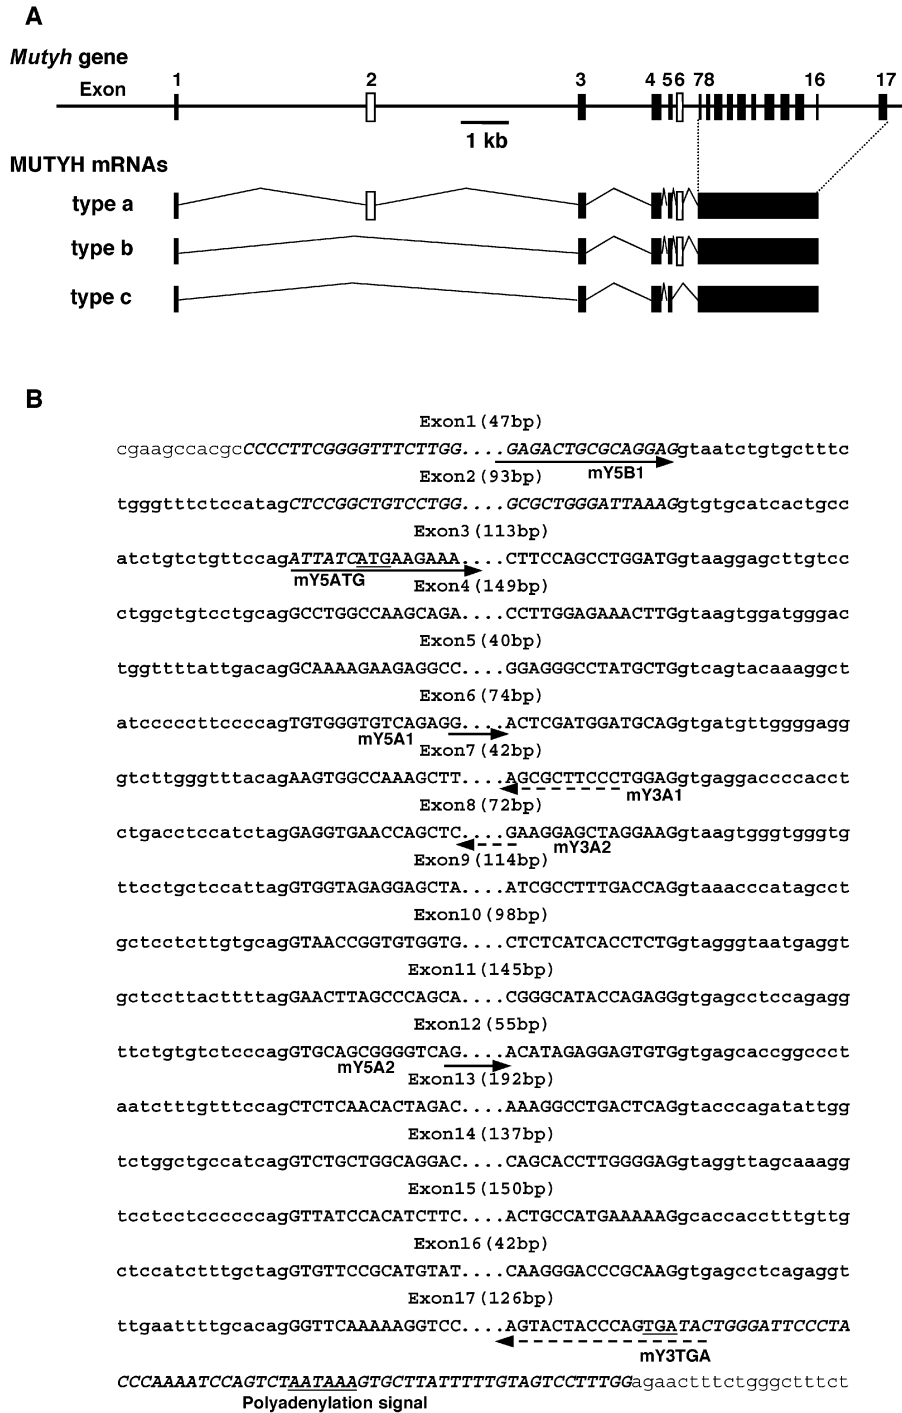 A
Mutyh gene
Exon 1 2 3 4 5 6 7 8 16 17
1 kb
MUTYH mRNAs
type a
type b
type c
B
Exon1(47bp)
cgaagccacgcCCCCTTCGGGGTTTCTTGG....GAGACTGCGCAGGAGgtaatctgtgctttc
mY5B1
Exon2(93bp)
tgggtttctccatagCTCCGGCTGTCCTGG....GCGCTGGGATTAAAGgtgtgcatcactgcc
Exon3(113bp)
atctgtctgttccagATTATCATGAAGAAA....CTTCCAGCCTGGATGgtaaggagcttgtcc
mY5ATG
Exon4(149bp)
ctggctgtcctgcagGCCTGGCCAAGCAGA....CCTTGGAGAAACTTGgtaagtggatgggac
Exon5(40bp)
tggttttattgacagGCAAAAGAAGAGGCC....GGAGGGCCTATGCTGgtcagtacaaaggct
Exon6(74bp)
atcccccttccccagTGTGGGTGTCAGAGG....ACTCGATGGATGCAGgtgatgttggggagg
mY5A1
Exon7(42bp)
gtcttgggtttacagAAGTGGCCAAAGCTT....AGCGCTTCCCTGGAGgtgaggaccccacct
mY3A1
Exon8(72bp)
ctgacctccatctagGAGGTGAACCAGCTC....GAAGGAGCTAGGAAGgtaagtgggtgggtg
mY3A2
Exon9(114bp)
ttcctgctccattagGTGGTAGAGGAGCTA....ATCGCCTTTGACCAGgtaaacccatagcct
Exon10(98bp)
gctcctcttgtgcagGTAACCGGTGTGGTG....CTCTCATCACCTCTGgtagggtaatgaggt
Exon11(145bp)
gctccttacttttagGAACTTAGCCCAGCA....CGGGCATACCAGAGGgtgagcctccagagg
Exon12(55bp)
ttctgtgtctcccagGTGCAGCGGGGTCAG....ACATAGAGGAGTGTGgtgagcaccggccct
mY5A2
Exon13(192bp)
aatctttgtttccagCTCTCAACACTAGAC....AAAGGCCTGACTCAGgtacccagatattgg
Exon14(137bp)
tctggctgccatcagGTCTGCTGGCAGGAC....CAGCACCTTGGGGAGgtaggttagcaaagg
Exon15(150bp)
tcctcctccccccagGTTATCCACATCTTC....ACTGCCATGAAAAAGgcaccacctttgttg
Exon16(42bp)
ctccatctttgctagGTGTTCCGCATGTAT....CAAGGGACCCGCAAGgtgagcctcagaggt
Exon17(126bp)
ttgaattttgcacagGGTTCAAAAAGGTCC....AGTACTACCCAGTGATACTGGGATTCCCTA
mY3TGA
CCCAAAATCCAGTCTAATAAAGTGCTTATTTTTGTAGTCCTTTGGagaactttctgggctttct
Polyadenylation signal